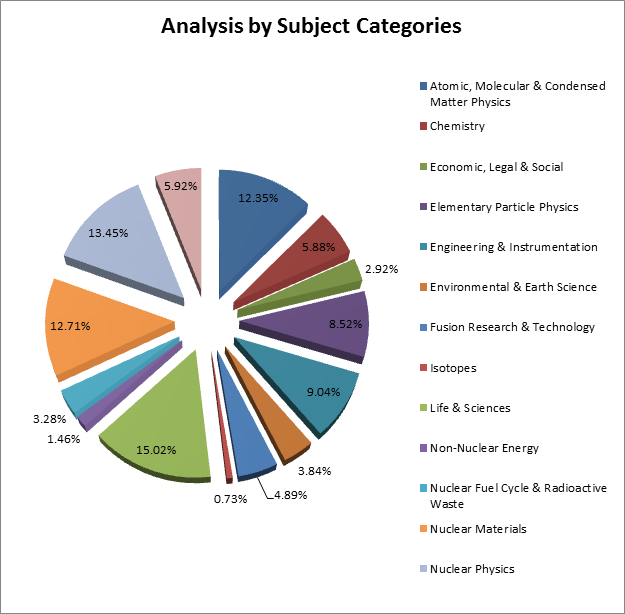 Analysis by Subject Categories
Atomic, Molecular & Condensed
Matter Physics
Chemistry
Economic, Legal & Social
Elementary Particle Physics
Engineering & Instrumentation
Environmental & Earth Science
Fusion Research & Technology
Isotopes
Life & Sciences
Non-Nuclear Energy
Nuclear Fuel Cycle & Radioactive
Waste
Nuclear Materials
Nuclear Physics
12.35%
5.88%
2.92%
8.52%
9.04%
3.84%
4.89%
0.73%
15.02%
1.46%
3.28%
12.71%
13.45%
5.92%